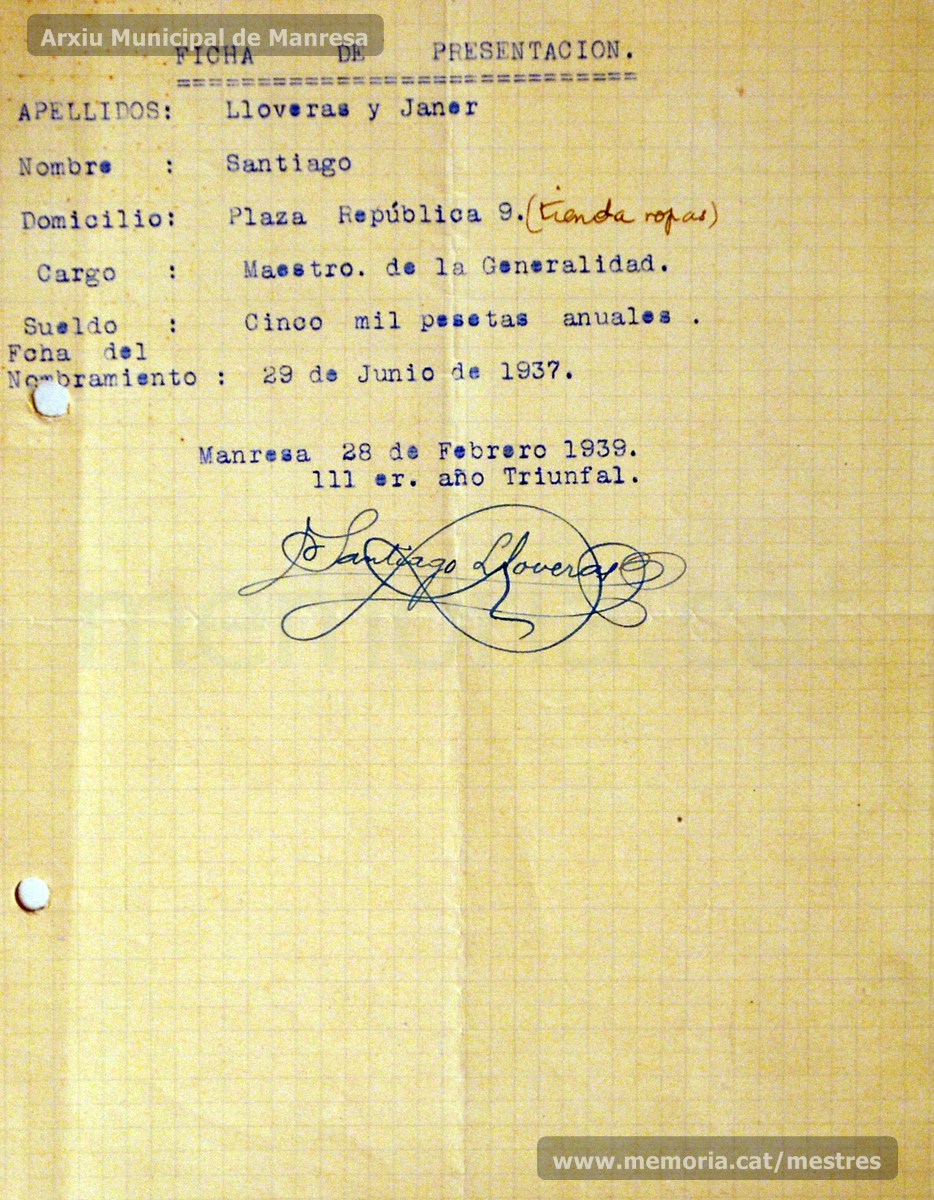 Arxiu Municipal de Manresa
FICHA DE PRESENTACION.
APELLIDOS: Lloveras y Janer
Nombre : Santiago
Domicilio: Plaza República 9. (tienda ropas)
Cargo : Maestro. de la Generalidad.
Sueldo : Cinco mil pesetas anuales .
Fcha del
Nombramiento : 29 de Junio de 1937.
Manresa 28 de Febrero 1939.
111 er. año Triunfal.
Santiago Lloveras
www.memoria.cat/mestres